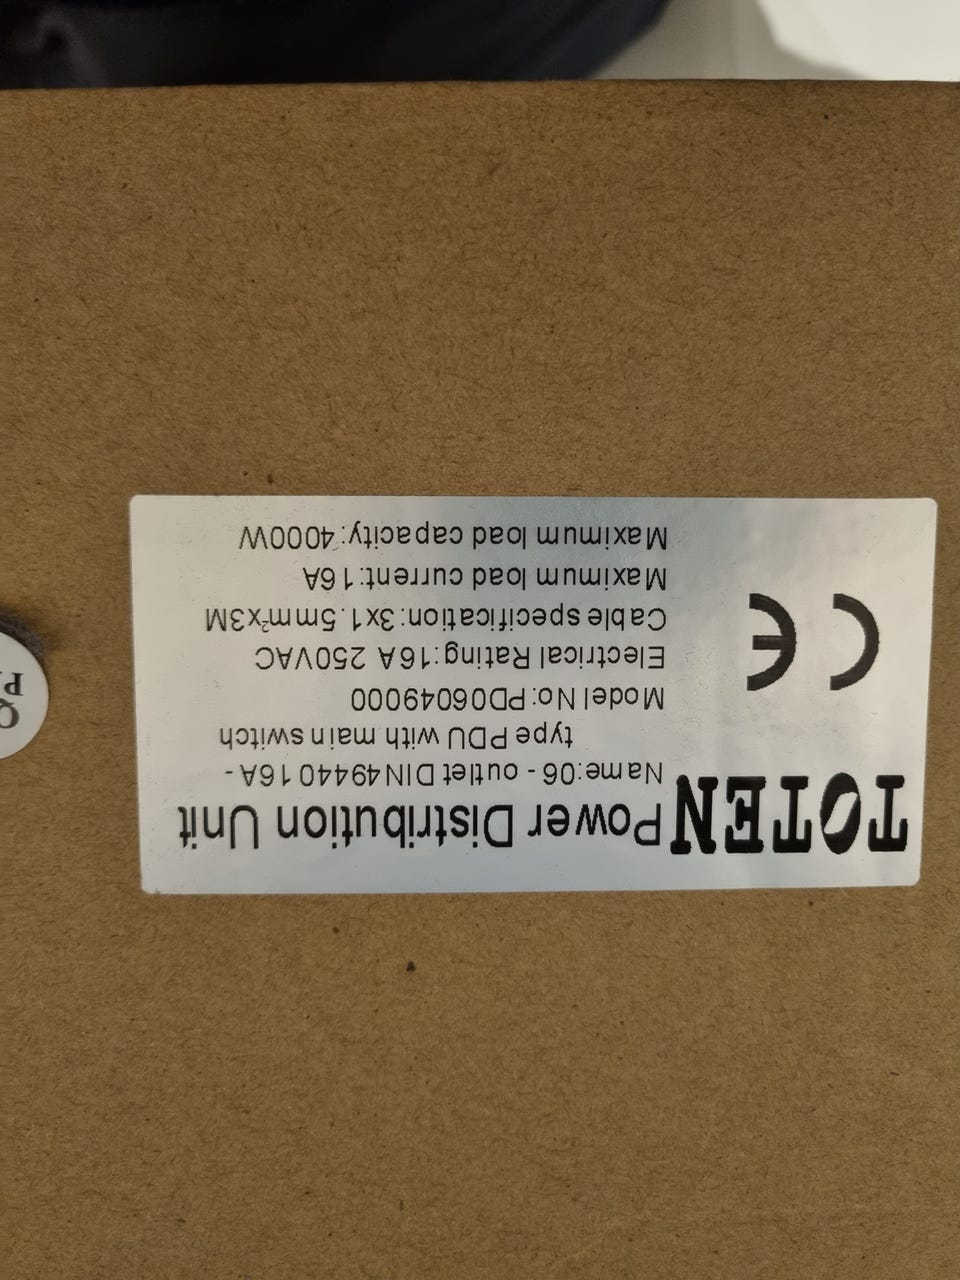 TOTEN Power Distribution Unit
Name:06 - outlet DIN49440 16A -
type PDU with main switch
Model No:PD06049000
Electrical Rating:16A 250VAC
Cable specification:3x1.5mm²x3M
Maximum load current:16A
Maximum load capacity:4000W
CE